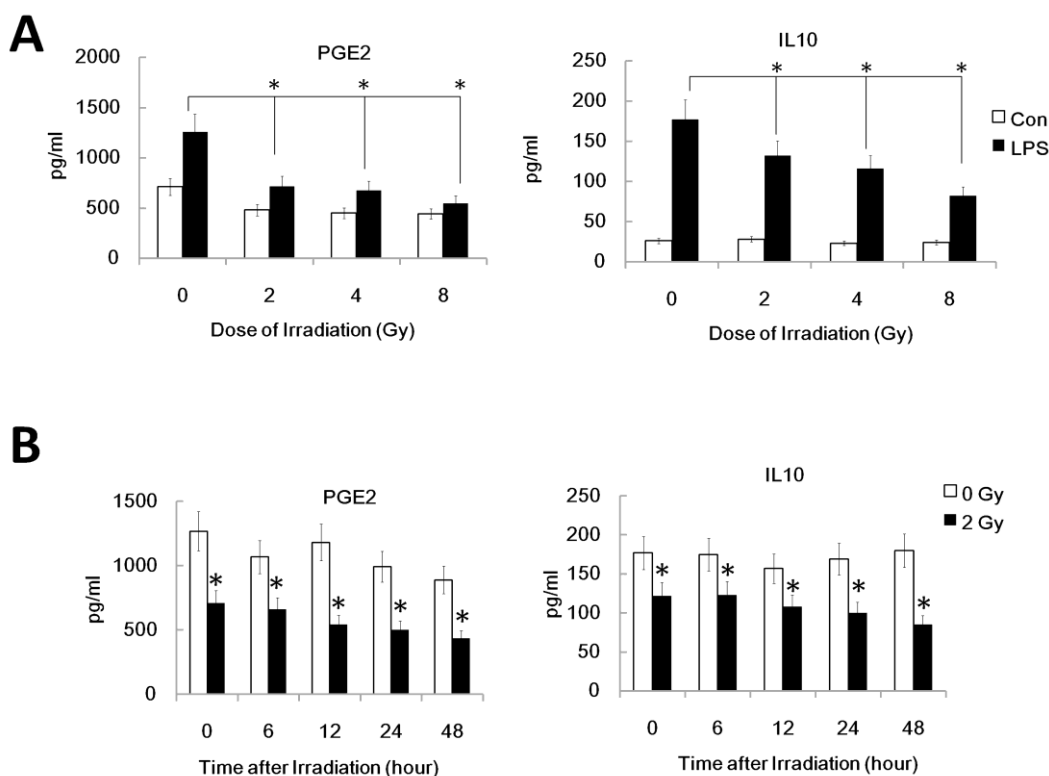 A
PGE2
2000
1500
1000
500
0
pg/ml
0 2 4 8
Dose of Irradiation (Gy)
*
*
*
IL10
250
200
150
100
50
0
pg/ml
0 2 4 8
Dose of Irradiation (Gy)
*
*
*
Con
LPS
B
PGE2
1500
1000
500
0
pg/ml
0 6 12 24 48
Time after Irradiation (hour)
*
*
*
*
*
IL10
250
200
150
100
50
0
pg/ml
0 6 12 24 48
Time after Irradiation (hour)
*
*
*
*
*
0 Gy
2 Gy